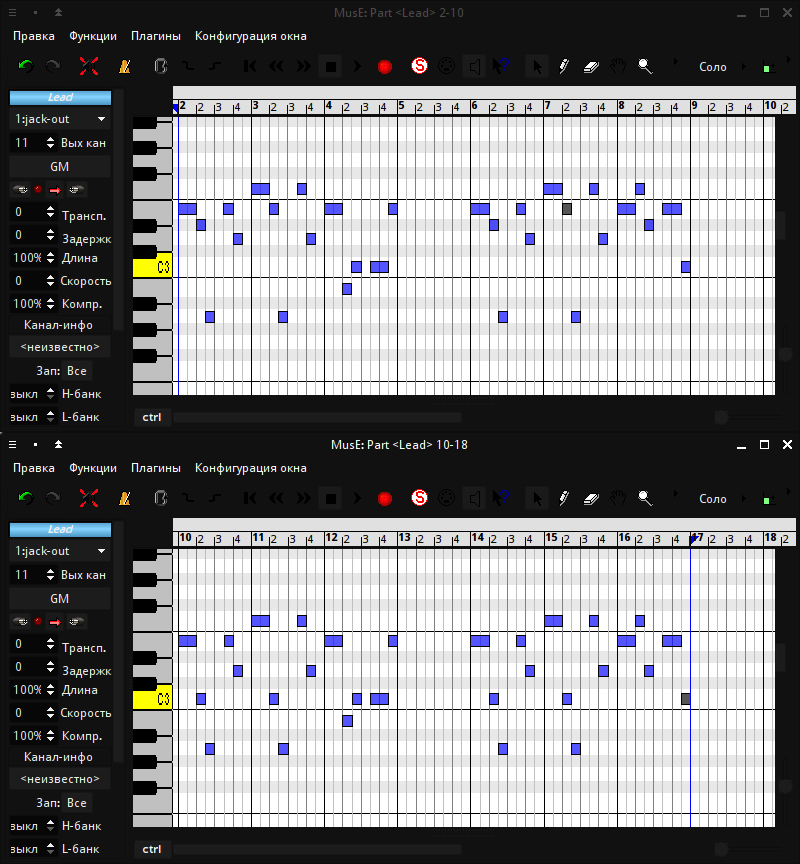 MusE: Part <Lead> 2-10
Правка Функции Плагины Конфигурация окна
S Соло
Lead
2 2 3 4 3 2 3 4 4 2 3 4 5 2 3 4 6 2 3 4 7 2 3 4 8 2 3 4 9 2 3 4 10 2
1:jack-out
11 Вых кан
GM
0 Трансп.
0 Задержк
100% Длина
C3
0 Скорость
100% Компр.
Канал-инфо
<неизвестно>
Зап: Все
выкл H-банк
выкл L-банк
ctrl
MusE: Part <Lead> 10-18
Правка Функции Плагины Конфигурация окна
S Соло
Lead
10 2 3 4 11 2 3 4 12 2 3 4 13 2 3 4 14 2 3 4 15 2 3 4 16 2 3 4 17 2 3 4 18 2
1:jack-out
11 Вых кан
GM
0 Трансп.
0 Задержк
100% Длина
C3
0 Скорость
100% Компр.
Канал-инфо
<неизвестно>
Зап: Все
выкл H-банк
выкл L-банк
ctrl